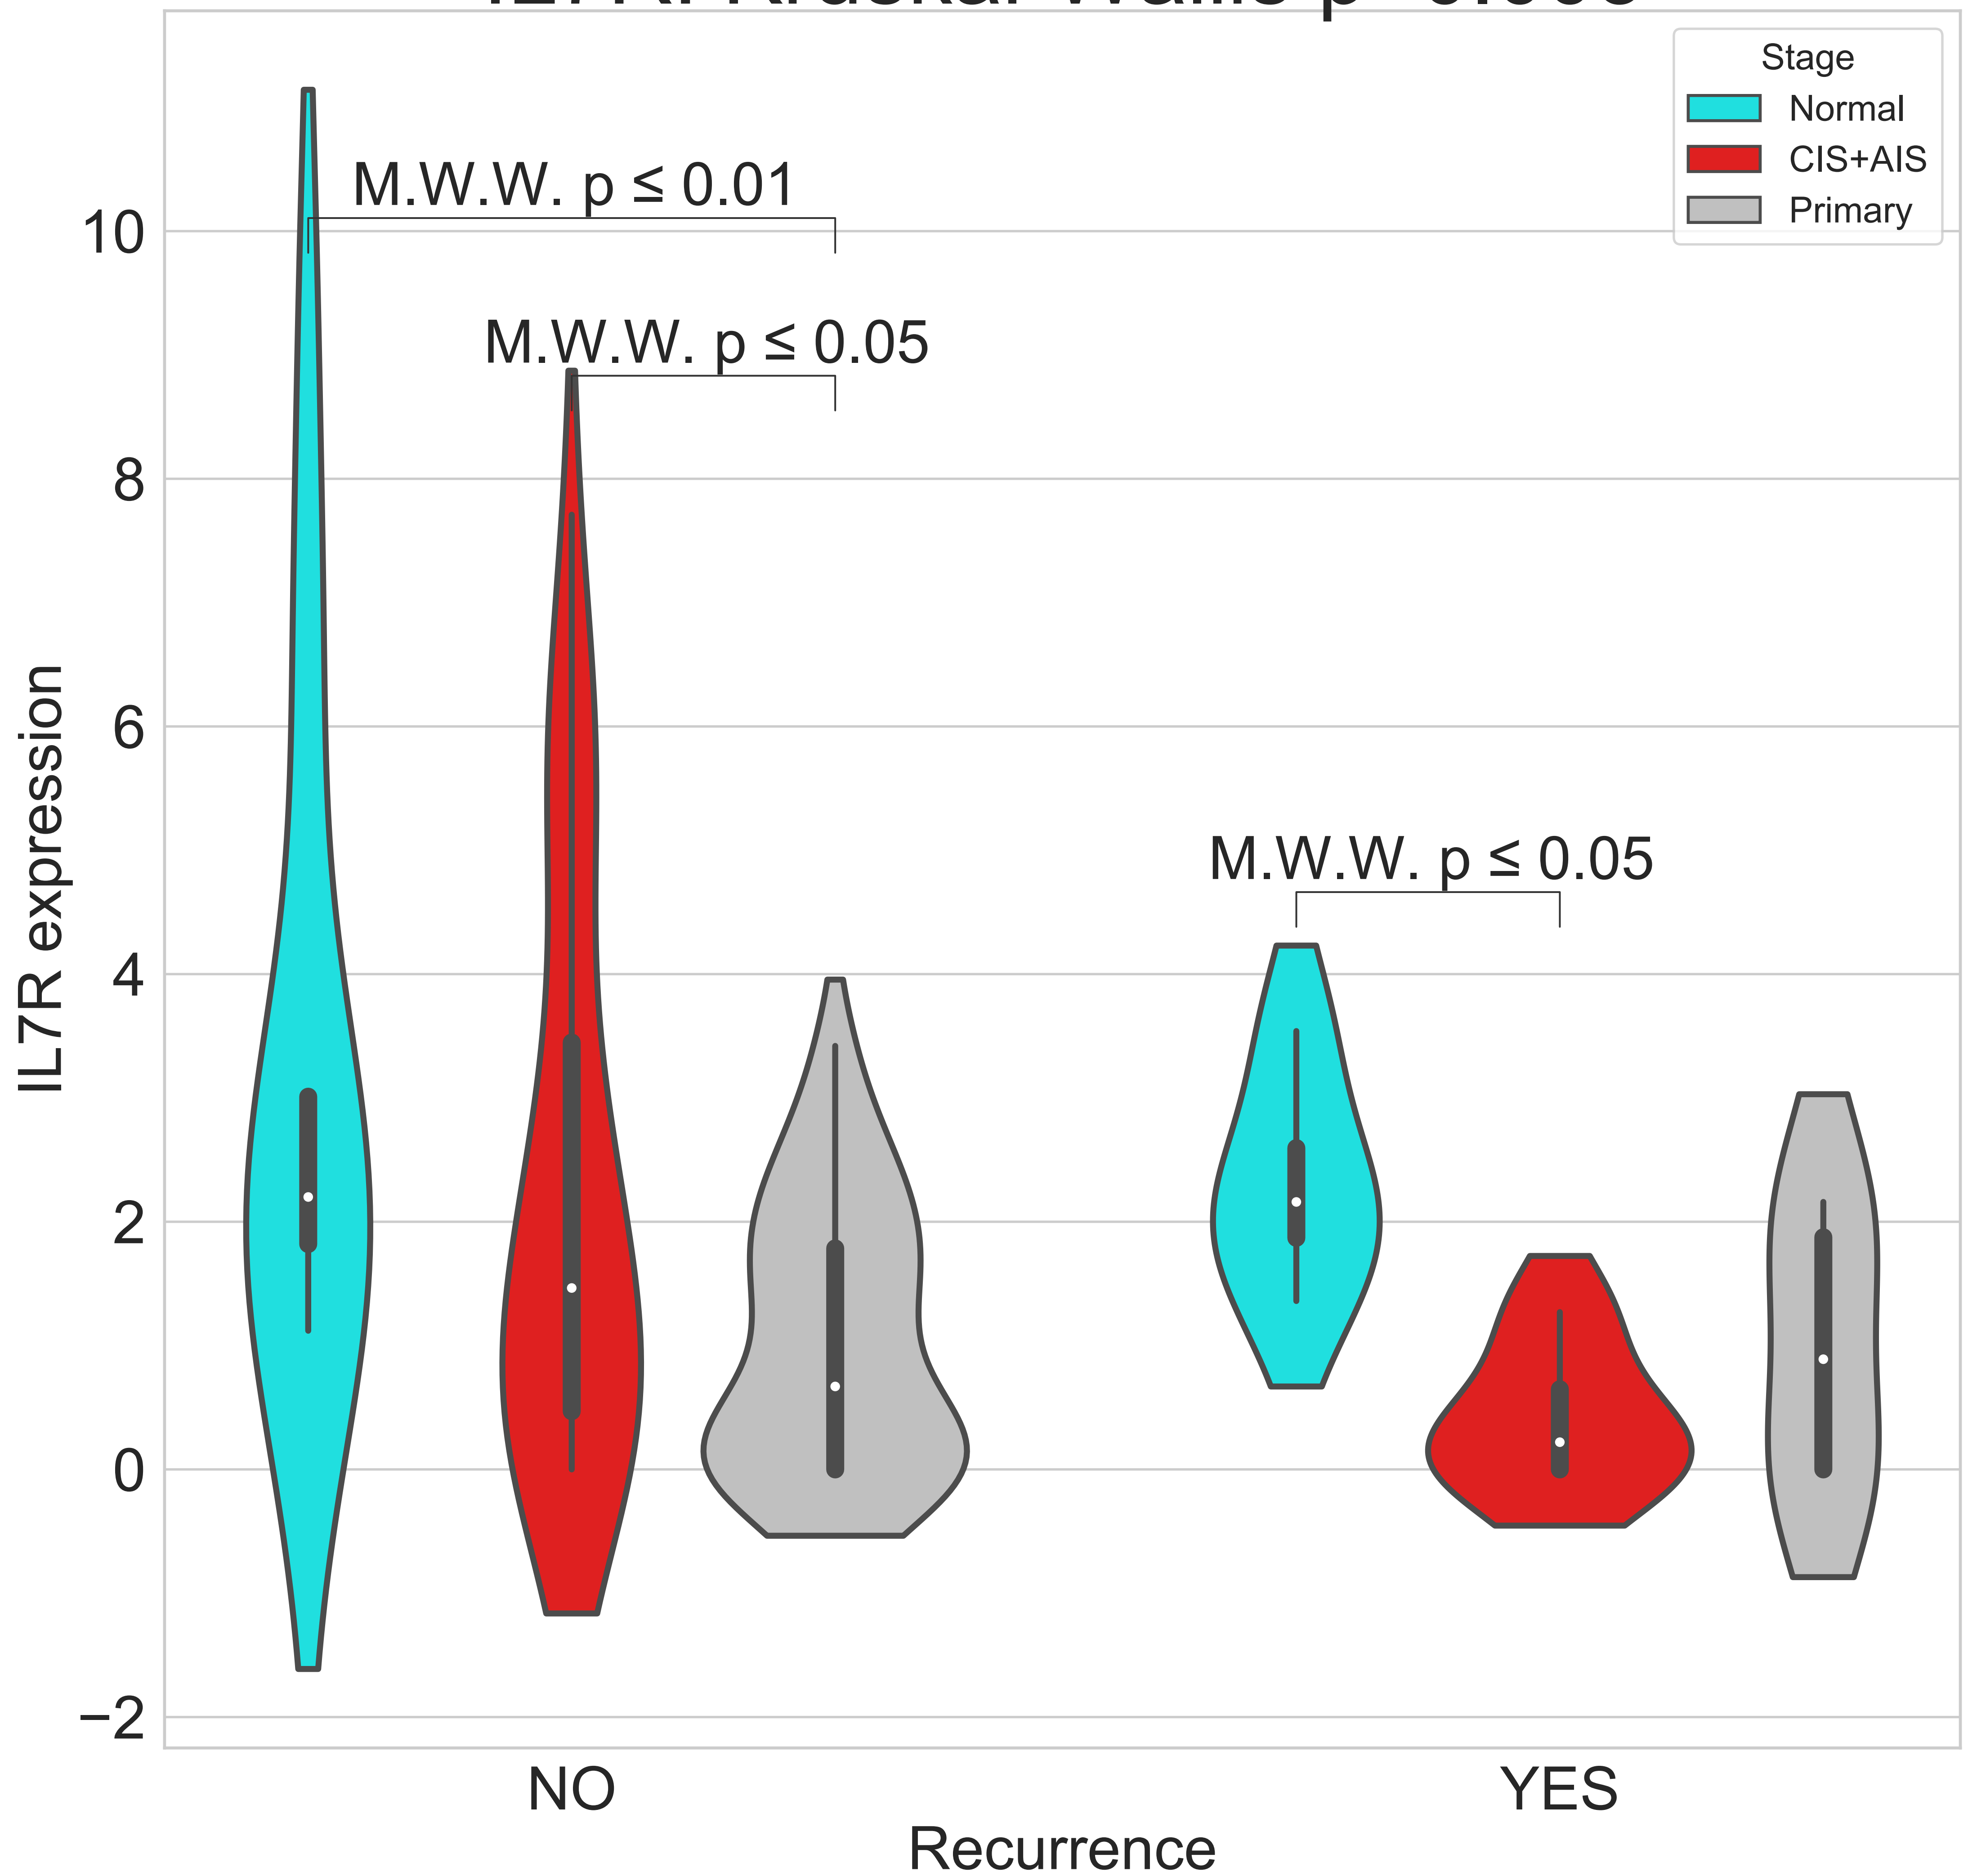 Stage
Normal
CIS+AIS
Primary
M.W.W. p ≤ 0.01
M.W.W. p ≤ 0.05
M.W.W. p ≤ 0.05
10
8
6
4
2
0
−2
IL7R expression
NO
YES
Recurrence